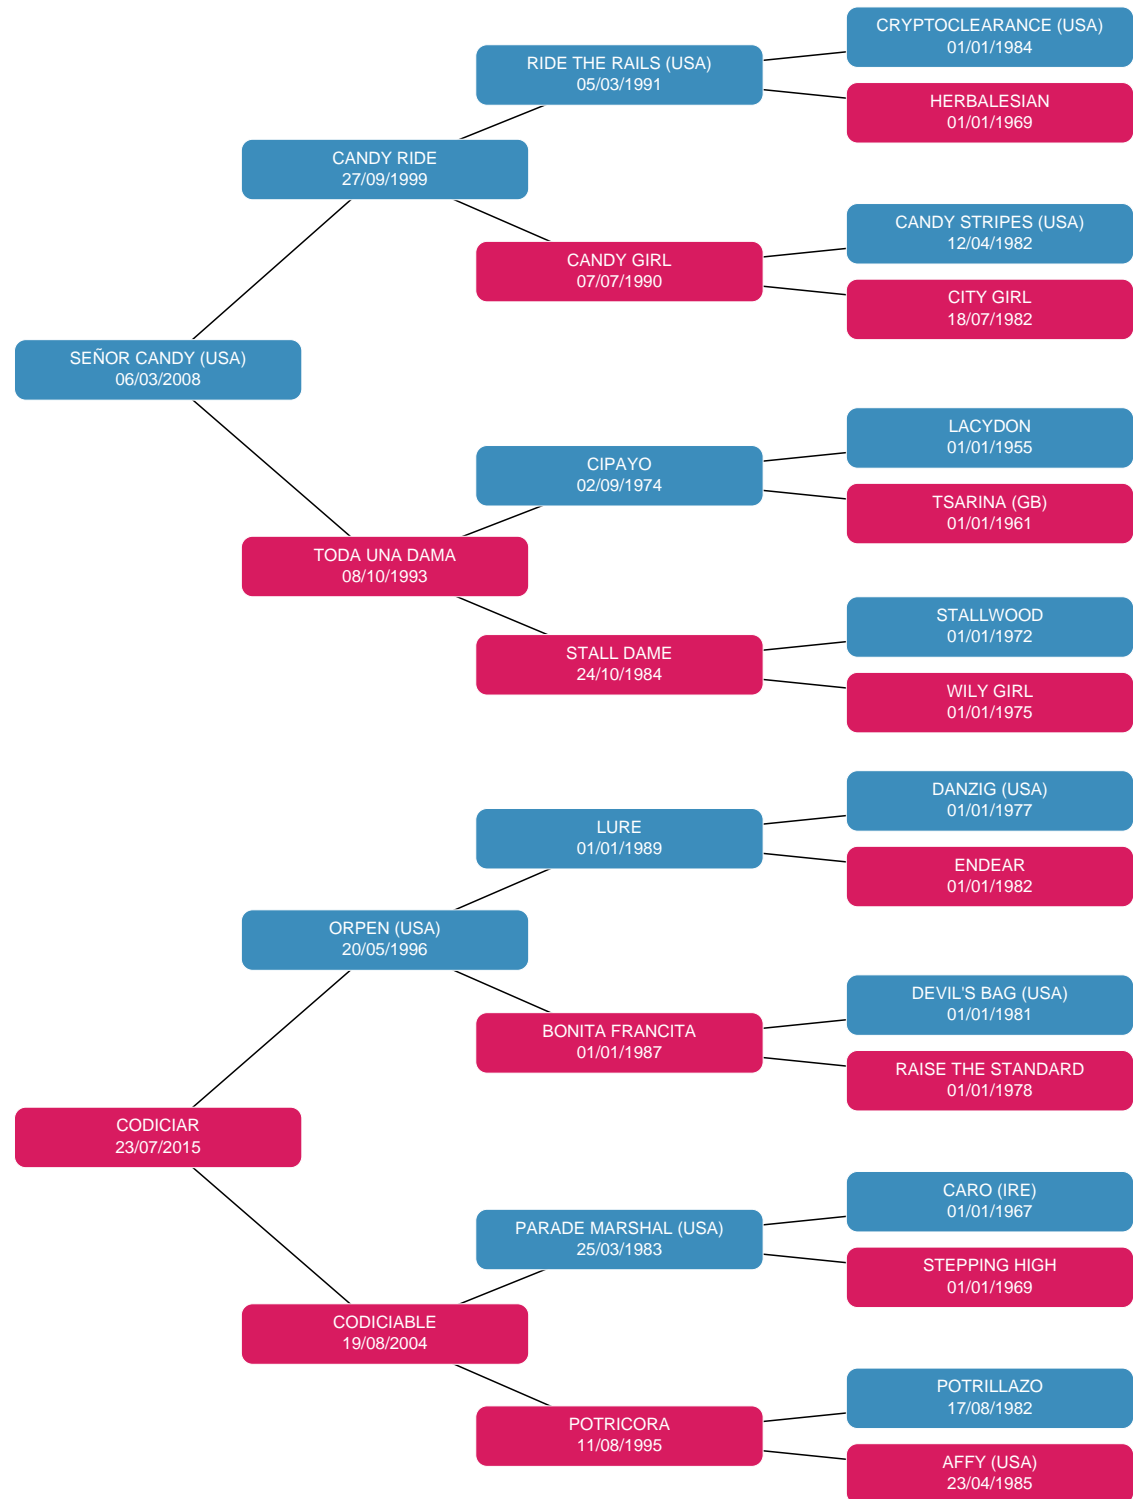 CRYPTOCLEARANCE (USA)
01/01/1984
RIDE THE RAILS (USA)
05/03/1991
HERBALESIAN
01/01/1969
CANDY RIDE
27/09/1999
CANDY STRIPES (USA)
12/04/1982
CANDY GIRL
07/07/1990
CITY GIRL
18/07/1982
SEÑOR CANDY (USA)
06/03/2008
LACYDON
01/01/1955
CIPAYO
02/09/1974
TSARINA (GB)
01/01/1961
TODA UNA DAMA
08/10/1993
STALLWOOD
01/01/1972
STALL DAME
24/10/1984
WILY GIRL
01/01/1975
DANZIG (USA)
01/01/1977
LURE
01/01/1989
ENDEAR
01/01/1982
ORPEN (USA)
20/05/1996
DEVIL'S BAG (USA)
01/01/1981
BONITA FRANCITA
01/01/1987
RAISE THE STANDARD
01/01/1978
CODICIAR
23/07/2015
CARO (IRE)
01/01/1967
PARADE MARSHAL (USA)
25/03/1983
STEPPING HIGH
01/01/1969
CODICIABLE
19/08/2004
POTRILLAZO
17/08/1982
POTRICORA
11/08/1995
AFFY (USA)
23/04/1985